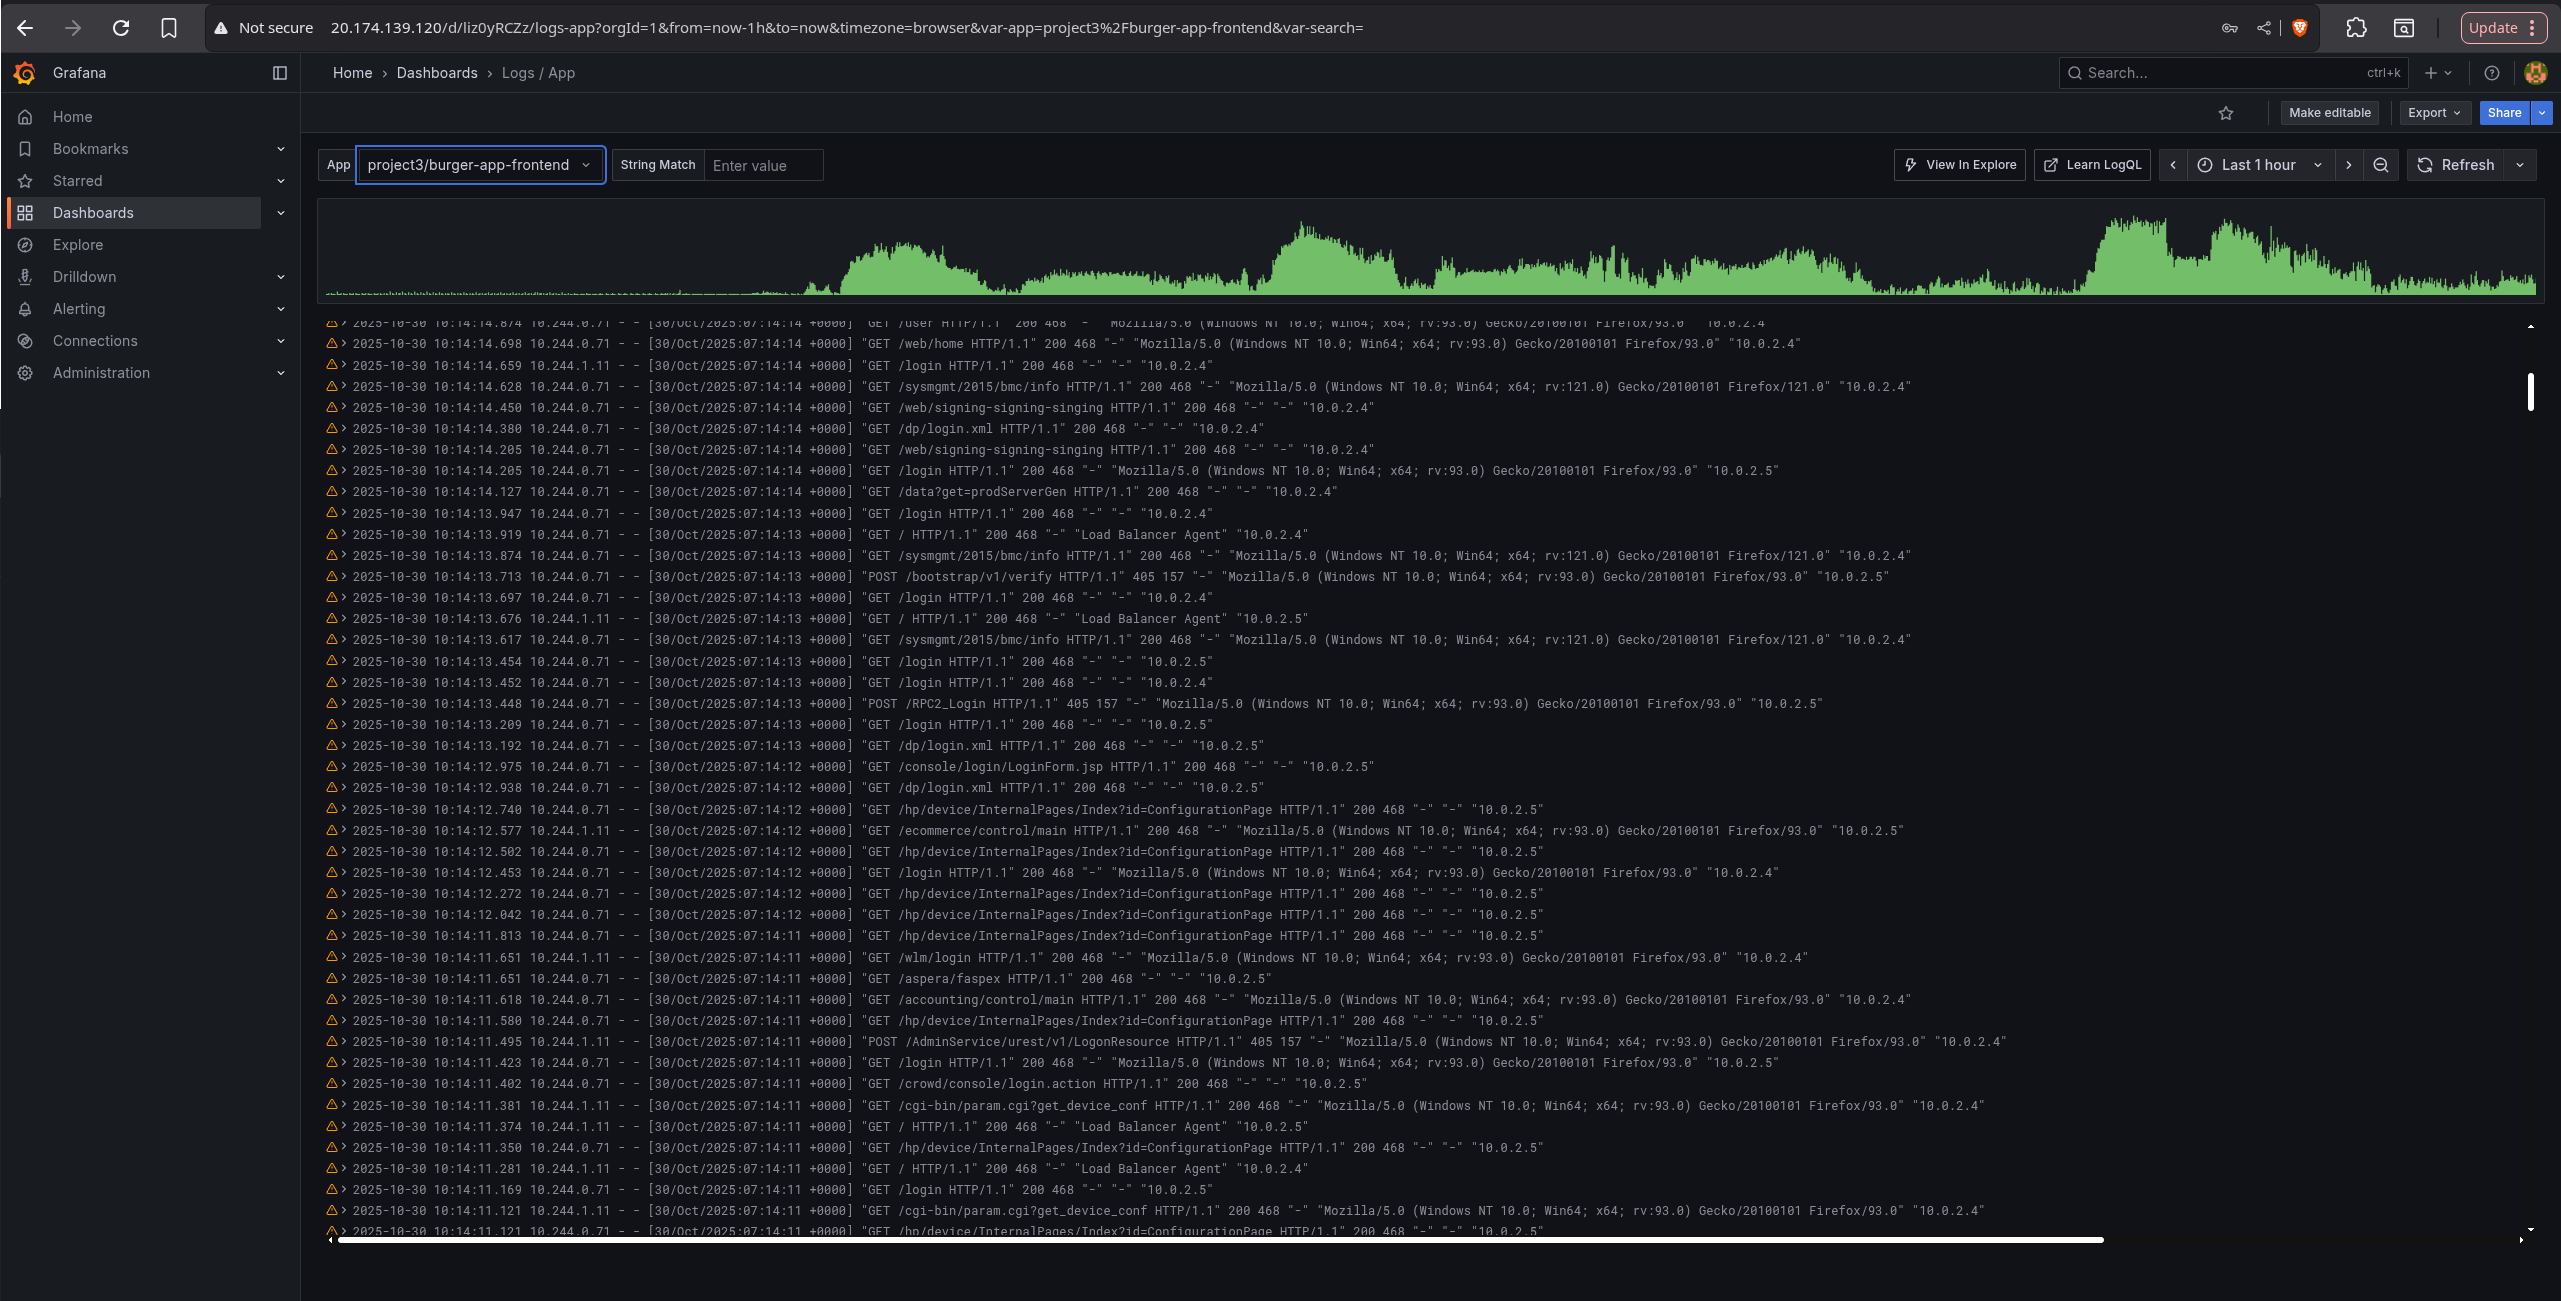 Not secure 20.174.139.120/d/liz0yRCZz/logs-app?orgId=1&from=now-1h&to=now&timezone=browser&var-app=project3%2Fburger-app-frontend&var-search= Update
Grafana Home › Dashboards › Logs / App Search... ctrl+k
Home
Bookmarks
Starred
Dashboards
Explore
Drilldown
Alerting
Connections
Administration
Make editable Export Share
App project3/burger-app-frontend String Match Enter value View In Explore Learn LogQL Last 1 hour Refresh
2025-10-30 10:14:14.874 10.244.0.71 - - [30/Oct/2025:07:14:14 +0000] "GET /user HTTP/1.1" 200 468 "-" "Mozilla/5.0 (Windows NT 10.0; Win64; x64; rv:93.0) Gecko/20100101 Firefox/93.0" "10.0.2.4"
2025-10-30 10:14:14.698 10.244.0.71 - - [30/Oct/2025:07:14:14 +0000] "GET /web/home HTTP/1.1" 200 468 "-" "Mozilla/5.0 (Windows NT 10.0; Win64; x64; rv:93.0) Gecko/20100101 Firefox/93.0" "10.0.2.4"
2025-10-30 10:14:14.659 10.244.1.11 - - [30/Oct/2025:07:14:14 +0000] "GET /login HTTP/1.1" 200 468 "-" "-" "10.0.2.4"
2025-10-30 10:14:14.628 10.244.0.71 - - [30/Oct/2025:07:14:14 +0000] "GET /sysmgmt/2015/bmc/info HTTP/1.1" 200 468 "-" "Mozilla/5.0 (Windows NT 10.0; Win64; x64; rv:121.0) Gecko/20100101 Firefox/121.0" "10.0.2.4"
2025-10-30 10:14:14.450 10.244.0.71 - - [30/Oct/2025:07:14:14 +0000] "GET /web/signing-signing-singing HTTP/1.1" 200 468 "-" "-" "10.0.2.4"
2025-10-30 10:14:14.380 10.244.0.71 - - [30/Oct/2025:07:14:14 +0000] "GET /dp/login.xml HTTP/1.1" 200 468 "-" "-" "10.0.2.4"
2025-10-30 10:14:14.205 10.244.0.71 - - [30/Oct/2025:07:14:14 +0000] "GET /web/signing-signing-singing HTTP/1.1" 200 468 "-" "-" "10.0.2.4"
2025-10-30 10:14:14.205 10.244.0.71 - - [30/Oct/2025:07:14:14 +0000] "GET /login HTTP/1.1" 200 468 "-" "Mozilla/5.0 (Windows NT 10.0; Win64; x64; rv:93.0) Gecko/20100101 Firefox/93.0" "10.0.2.5"
2025-10-30 10:14:14.127 10.244.0.71 - - [30/Oct/2025:07:14:14 +0000] "GET /data?get=prodServerGen HTTP/1.1" 200 468 "-" "-" "10.0.2.4"
2025-10-30 10:14:13.947 10.244.0.71 - - [30/Oct/2025:07:14:13 +0000] "GET /login HTTP/1.1" 200 468 "-" "-" "10.0.2.4"
2025-10-30 10:14:13.919 10.244.0.71 - - [30/Oct/2025:07:14:13 +0000] "GET / HTTP/1.1" 200 468 "-" "Load Balancer Agent" "10.0.2.4"
2025-10-30 10:14:13.874 10.244.0.71 - - [30/Oct/2025:07:14:13 +0000] "GET /sysmgmt/2015/bmc/info HTTP/1.1" 200 468 "-" "Mozilla/5.0 (Windows NT 10.0; Win64; x64; rv:121.0) Gecko/20100101 Firefox/121.0" "10.0.2.4"
2025-10-30 10:14:13.713 10.244.0.71 - - [30/Oct/2025:07:14:13 +0000] "POST /bootstrap/v1/verify HTTP/1.1" 405 157 "-" "Mozilla/5.0 (Windows NT 10.0; Win64; x64; rv:93.0) Gecko/20100101 Firefox/93.0" "10.0.2.5"
2025-10-30 10:14:13.697 10.244.0.71 - - [30/Oct/2025:07:14:13 +0000] "GET /login HTTP/1.1" 200 468 "-" "-" "10.0.2.4"
2025-10-30 10:14:13.676 10.244.1.11 - - [30/Oct/2025:07:14:13 +0000] "GET / HTTP/1.1" 200 468 "-" "Load Balancer Agent" "10.0.2.5"
2025-10-30 10:14:13.617 10.244.0.71 - - [30/Oct/2025:07:14:13 +0000] "GET /sysmgmt/2015/bmc/info HTTP/1.1" 200 468 "-" "Mozilla/5.0 (Windows NT 10.0; Win64; x64; rv:121.0) Gecko/20100101 Firefox/121.0" "10.0.2.4"
2025-10-30 10:14:13.454 10.244.0.71 - - [30/Oct/2025:07:14:13 +0000] "GET /login HTTP/1.1" 200 468 "-" "-" "10.0.2.5"
2025-10-30 10:14:13.452 10.244.0.71 - - [30/Oct/2025:07:14:13 +0000] "GET /login HTTP/1.1" 200 468 "-" "-" "10.0.2.4"
2025-10-30 10:14:13.448 10.244.0.71 - - [30/Oct/2025:07:14:13 +0000] "POST /RPC2_Login HTTP/1.1" 405 157 "-" "Mozilla/5.0 (Windows NT 10.0; Win64; x64; rv:93.0) Gecko/20100101 Firefox/93.0" "10.0.2.5"
2025-10-30 10:14:13.209 10.244.0.71 - - [30/Oct/2025:07:14:13 +0000] "GET /login HTTP/1.1" 200 468 "-" "-" "10.0.2.5"
2025-10-30 10:14:13.192 10.244.0.71 - - [30/Oct/2025:07:14:13 +0000] "GET /dp/login.xml HTTP/1.1" 200 468 "-" "-" "10.0.2.5"
2025-10-30 10:14:12.975 10.244.0.71 - - [30/Oct/2025:07:14:12 +0000] "GET /console/login/LoginForm.jsp HTTP/1.1" 200 468 "-" "-" "10.0.2.5"
2025-10-30 10:14:12.938 10.244.0.71 - - [30/Oct/2025:07:14:12 +0000] "GET /dp/login.xml HTTP/1.1" 200 468 "-" "-" "10.0.2.5"
2025-10-30 10:14:12.740 10.244.0.71 - - [30/Oct/2025:07:14:12 +0000] "GET /hp/device/InternalPages/Index?id=ConfigurationPage HTTP/1.1" 200 468 "-" "-" "10.0.2.5"
2025-10-30 10:14:12.577 10.244.1.11 - - [30/Oct/2025:07:14:12 +0000] "GET /ecommerce/control/main HTTP/1.1" 200 468 "-" "Mozilla/5.0 (Windows NT 10.0; Win64; x64; rv:93.0) Gecko/20100101 Firefox/93.0" "10.0.2.5"
2025-10-30 10:14:12.502 10.244.0.71 - - [30/Oct/2025:07:14:12 +0000] "GET /hp/device/InternalPages/Index?id=ConfigurationPage HTTP/1.1" 200 468 "-" "-" "10.0.2.5"
2025-10-30 10:14:12.453 10.244.0.71 - - [30/Oct/2025:07:14:12 +0000] "GET /login HTTP/1.1" 200 468 "-" "Mozilla/5.0 (Windows NT 10.0; Win64; x64; rv:93.0) Gecko/20100101 Firefox/93.0" "10.0.2.4"
2025-10-30 10:14:12.272 10.244.0.71 - - [30/Oct/2025:07:14:12 +0000] "GET /hp/device/InternalPages/Index?id=ConfigurationPage HTTP/1.1" 200 468 "-" "-" "10.0.2.5"
2025-10-30 10:14:12.042 10.244.0.71 - - [30/Oct/2025:07:14:12 +0000] "GET /hp/device/InternalPages/Index?id=ConfigurationPage HTTP/1.1" 200 468 "-" "-" "10.0.2.5"
2025-10-30 10:14:11.813 10.244.0.71 - - [30/Oct/2025:07:14:11 +0000] "GET /hp/device/InternalPages/Index?id=ConfigurationPage HTTP/1.1" 200 468 "-" "-" "10.0.2.5"
2025-10-30 10:14:11.651 10.244.1.11 - - [30/Oct/2025:07:14:11 +0000] "GET /wlm/login HTTP/1.1" 200 468 "-" "Mozilla/5.0 (Windows NT 10.0; Win64; x64; rv:93.0) Gecko/20100101 Firefox/93.0" "10.0.2.4"
2025-10-30 10:14:11.651 10.244.0.71 - - [30/Oct/2025:07:14:11 +0000] "GET /aspera/faspex HTTP/1.1" 200 468 "-" "-" "10.0.2.5"
2025-10-30 10:14:11.618 10.244.1.11 - - [30/Oct/2025:07:14:11 +0000] "GET /accounting/control/main HTTP/1.1" 200 468 "-" "Mozilla/5.0 (Windows NT 10.0; Win64; x64; rv:93.0) Gecko/20100101 Firefox/93.0" "10.0.2.4"
2025-10-30 10:14:11.580 10.244.0.71 - - [30/Oct/2025:07:14:11 +0000] "GET /hp/device/InternalPages/Index?id=ConfigurationPage HTTP/1.1" 200 468 "-" "-" "10.0.2.5"
2025-10-30 10:14:11.495 10.244.1.11 - - [30/Oct/2025:07:14:11 +0000] "POST /AdminService/urest/v1/LogonResource HTTP/1.1" 405 157 "-" "Mozilla/5.0 (Windows NT 10.0; Win64; x64; rv:93.0) Gecko/20100101 Firefox/93.0" "10.0.2.4"
2025-10-30 10:14:11.423 10.244.1.11 - - [30/Oct/2025:07:14:11 +0000] "GET /login HTTP/1.1" 200 468 "-" "Mozilla/5.0 (Windows NT 10.0; Win64; x64; rv:93.0) Gecko/20100101 Firefox/93.0" "10.0.2.5"
2025-10-30 10:14:11.402 10.244.0.71 - - [30/Oct/2025:07:14:11 +0000] "GET /crowd/console/login.action HTTP/1.1" 200 468 "-" "-" "10.0.2.5"
2025-10-30 10:14:11.381 10.244.1.11 - - [30/Oct/2025:07:14:11 +0000] "GET /cgi-bin/param.cgi?get_device_conf HTTP/1.1" 200 468 "-" "Mozilla/5.0 (Windows NT 10.0; Win64; x64; rv:93.0) Gecko/20100101 Firefox/93.0" "10.0.2.4"
2025-10-30 10:14:11.374 10.244.1.11 - - [30/Oct/2025:07:14:11 +0000] "GET / HTTP/1.1" 200 468 "-" "Load Balancer Agent" "10.0.2.5"
2025-10-30 10:14:11.350 10.244.0.71 - - [30/Oct/2025:07:14:11 +0000] "GET /hp/device/InternalPages/Index?id=ConfigurationPage HTTP/1.1" 200 468 "-" "-" "10.0.2.5"
2025-10-30 10:14:11.281 10.244.1.11 - - [30/Oct/2025:07:14:11 +0000] "GET / HTTP/1.1" 200 468 "-" "Load Balancer Agent" "10.0.2.4"
2025-10-30 10:14:11.169 10.244.0.71 - - [30/Oct/2025:07:14:11 +0000] "GET /login HTTP/1.1" 200 468 "-" "-" "10.0.2.5"
2025-10-30 10:14:11.121 10.244.1.11 - - [30/Oct/2025:07:14:11 +0000] "GET /cgi-bin/param.cgi?get_device_conf HTTP/1.1" 200 468 "-" "Mozilla/5.0 (Windows NT 10.0; Win64; x64; rv:93.0) Gecko/20100101 Firefox/93.0" "10.0.2.4"
2025-10-30 10:14:11.121 10.244.0.71 - - [30/Oct/2025:07:14:11 +0000] "GET /hp/device/InternalPages/Index?id=ConfigurationPage HTTP/1.1" 200 468 "-" "-" "10.0.2.5"